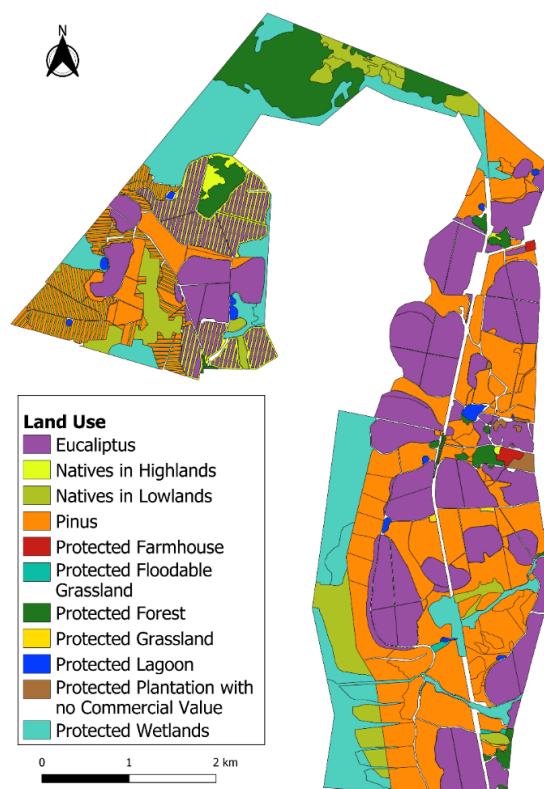 N
Land Use
Eucaliptus
Natives in Highlands
Natives in Lowlands
Pinus
Protected Farmhouse
Protected Floodable
Grassland
Protected Forest
Protected Grassland
Protected Lagoon
Protected Plantation with
no Commercial Value
Protected Wetlands
0 1 2 km